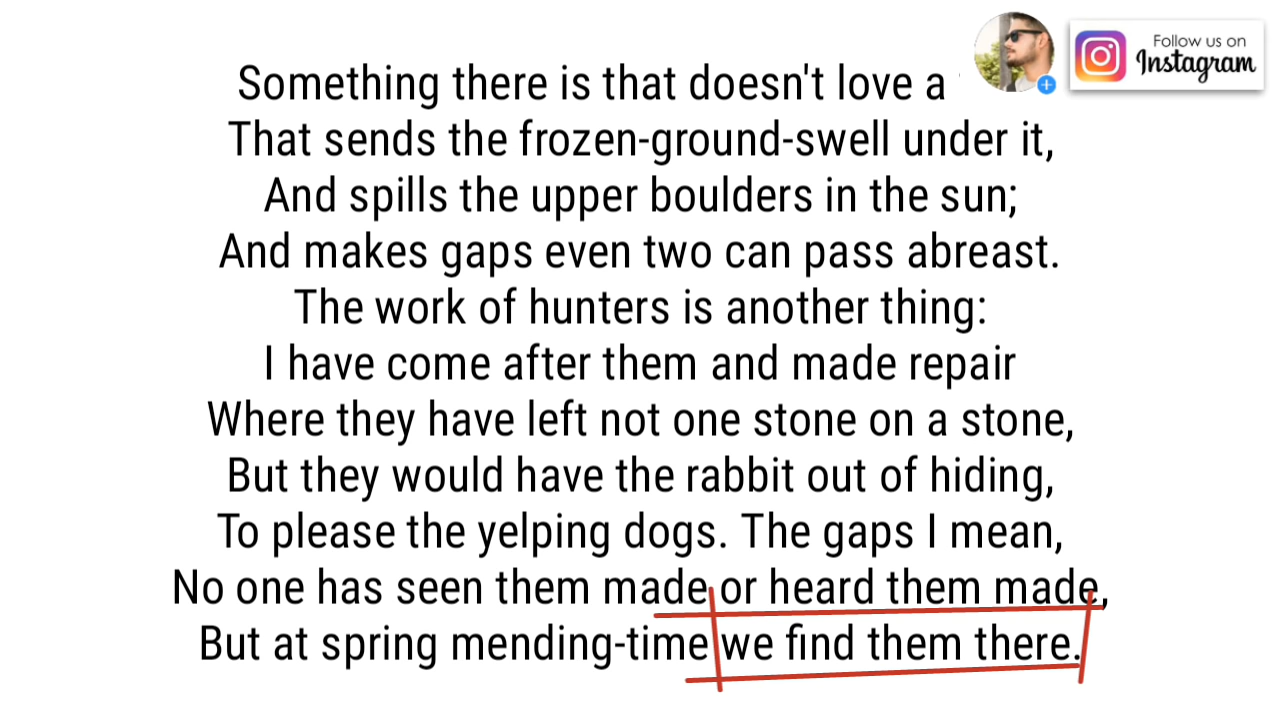 Follow us on
Instagram
Something there is that doesn't love a
That sends the frozen-ground-swell under it,
And spills the upper boulders in the sun;
And makes gaps even two can pass abreast.
The work of hunters is another thing:
I have come after them and made repair
Where they have left not one stone on a stone,
But they would have the rabbit out of hiding,
To please the yelping dogs. The gaps I mean,
No one has seen them made or heard them made,
But at spring mending-time we find them there.